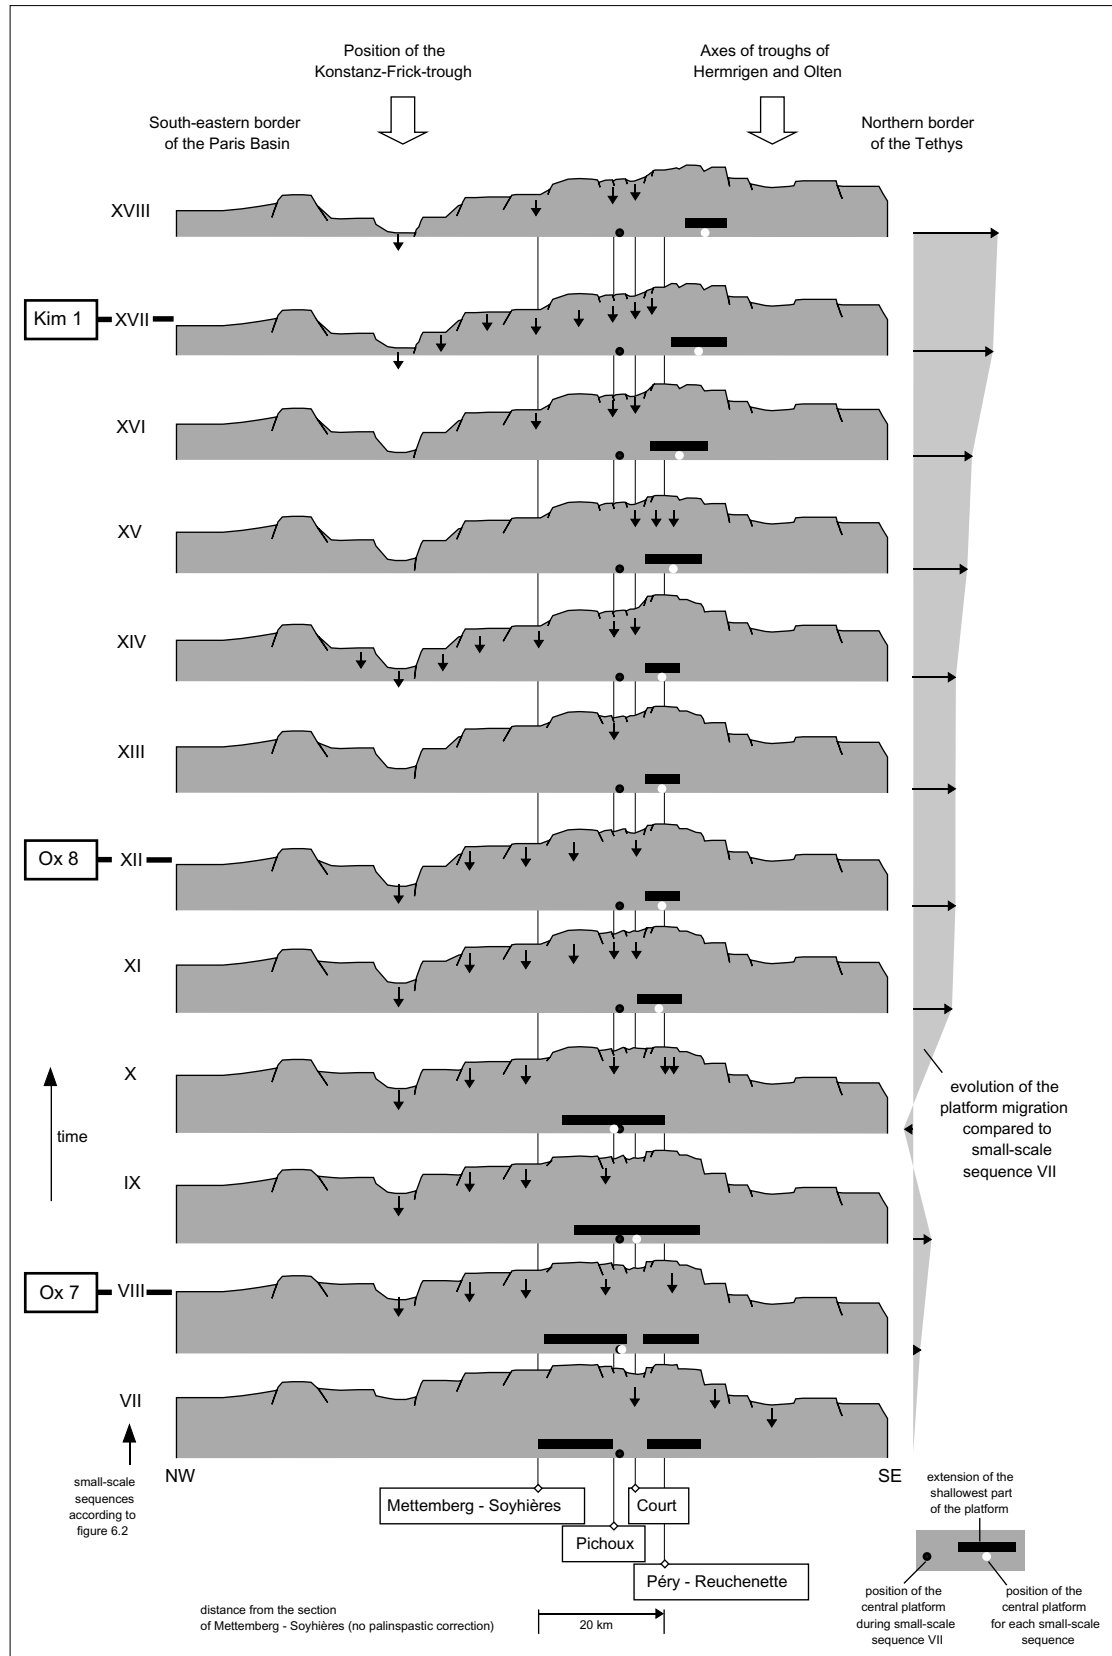 Position of the
Konstanz-Frick-trough
Axes of troughs of
Hermrigen and Olten
South-eastern border
of the Paris Basin
Northern border
of the Tethys
XVIII
Kim 1
XVII
XVI
XV
XIV
XIII
Ox 8
XII
XI
X
time
evolution of the
platform migration
compared to
small-scale
sequence VII
IX
Ox 7
VIII
VII
NW
SE
small-scale
sequences
according to
figure 6.2
extension of the
shallowest part
of the platform
Mettemberg - Soyhières
Court
Pichoux
Péry - Reuchenette
position of the
central platform
during small-scale
sequence VII
position of the
central platform
for each small-scale
sequence
distance from the section
of Mettemberg - Soyhières (no palinspastic correction)
20 km